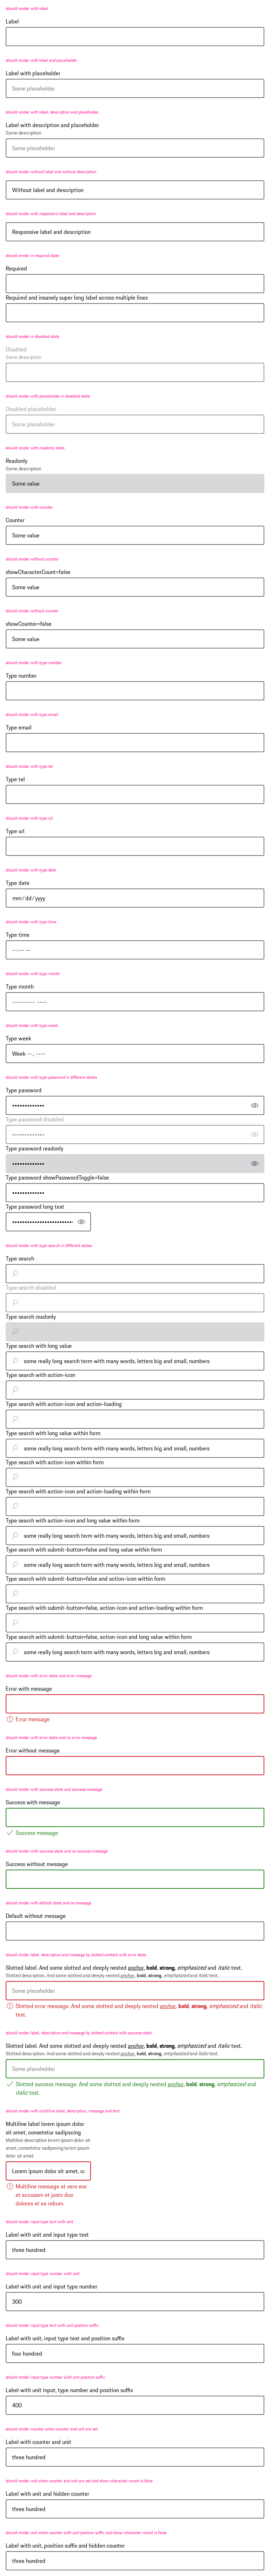 should render with label
Label
should render with label and placeholder
Label with placeholder
Some placeholder
should render with label, description and placeholder
Label with description and placeholder
Some description
Some placeholder
should render without label and without description
Without label and description
should render with responsive label and description
Responsive label and description
should render in required state
Required
Required and insanely super long label across multiple lines
should render in disabled state
Disabled
Some description
should render with placeholder in disabled state
Disabled placeholder
Some placeholder
should render with readonly state
Readonly
Some description
Some value
should render with counter
Counter
Some value
should render without counter
showCharacterCount=false
Some value
should render without counter
showCounter=false
Some value
should render with type number
Type number
should render with type email
Type email
should render with type tel
Type tel
should render with type url
Type url
should render with type date
Type date
mm/dd/yyyy
should render with type time
Type time
--:-- --
should render with type month
Type month
--------- ----
should render with type week
Type week
Week --, ----
should render with type password in different states
Type password
•••••••••••••
Type password disabled
•••••••••••••
Type password readonly
•••••••••••••
Type password showPasswordToggle=false
•••••••••••••
Type password long text
••••••••••••••••••••••••
should render with type search in different states
Type search
Type search disabled
Type search readonly
Type search with long value
some really long search term with many words, letters big and small, numbers
Type search with action-icon
Type search with action-icon and action-loading
Type search with long value within form
some really long search term with many words, letters big and small, numbers
Type search with action-icon within form
Type search with action-icon and action-loading within form
Type search with action-icon and long value within form
some really long search term with many words, letters big and small, numbers
Type search with submit-button=false and long value within form
some really long search term with many words, letters big and small, numbers
Type search with submit-button=false and action-icon within form
Type search with submit-button=false, action-icon and action-loading within form
Type search with submit-button=false, action-icon and long value within form
some really long search term with many words, letters big and small, numbers
should render with error state and error message
Error with message
Error message
should render with error state and no error message
Error without message
should render with success state and success message
Success with message
Success message
should render with success state and no success message
Success without message
should render with default state and no message
Default without message
should render label, description and message by slotted content with error state
Slotted label. And some slotted and deeply nested anchor, bold, strong, emphasized and italic text.
Slotted description. And some slotted and deeply nested anchor, bold, strong, emphasized and italic text.
Some placeholder
Slotted error message. And some slotted and deeply nested anchor, bold, strong, emphasized and italic
text.
should render label, description and message by slotted content with success state
Slotted label. And some slotted and deeply nested anchor, bold, strong, emphasized and italic text.
Slotted description. And some slotted and deeply nested anchor, bold, strong, emphasized and italic text.
Some placeholder
Slotted success message. And some slotted and deeply nested anchor, bold, strong, emphasized and
italic text.
should render with multiline label, description, message and text
Multiline label lorem ipsum dolor
sit amet, consetetur sadipscing
Multiline description lorem ipsum dolor sit
amet, consetetur sadipscing lorem ipsum
dolor sit amet
Lorem ipsum dolor sit amet, co
Multiline message at vero eos
et accusam et justo duo
dolores et ea rebum.
should render input type text with unit
Label with unit and input type text
three hundred
should render input type number with unit
Label with unit and input type number
300
should render input type text with unit position suffix
Label with unit, input type text and position suffix
four hundred
should render input type number with unit position suffix
Label with unit input, type number and position suffix
400
should render counter when counter and unit are set
Label with counter and unit
three hundred
should render unit when counter and unit are set and show-character-count is false
Label with unit and hidden counter
three hundred
should render unit when counter with unit position suffix and show-character-count is false
Label with unit, position suffix and hidden counter
three hundred